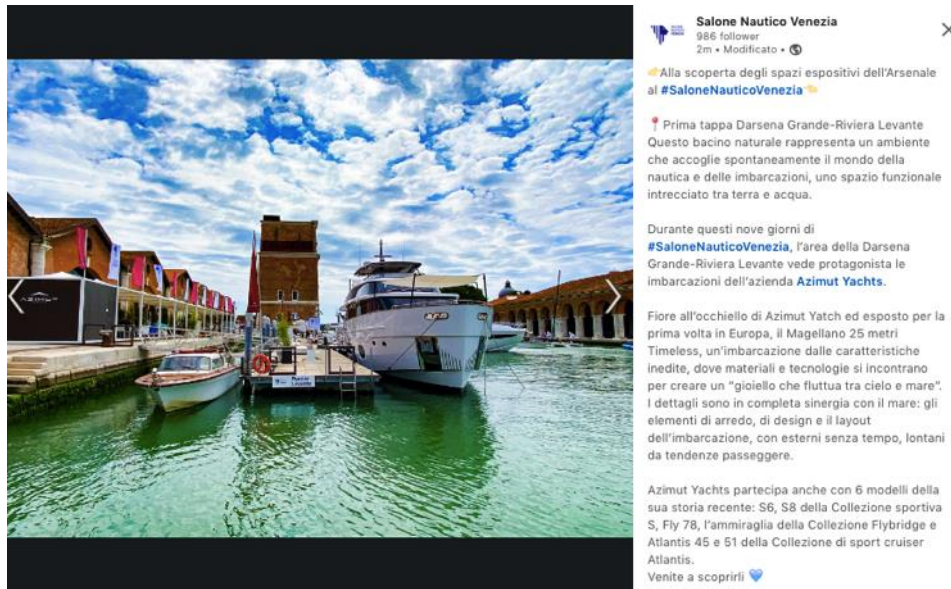 AZIMUT
Salone Nautico Venezia
986 follower
2m • Modificato •
Alla scoperta degli spazi espositivi dell'Arsenale
al #SaloneNauticoVenezia
Prima tappa Darsena Grande-Riviera Levante
Questo bacino naturale rappresenta un ambiente
che accoglie spontaneamente il mondo della
nautica e delle imbarcazioni, uno spazio funzionale
intrecciato tra terra e acqua.
Durante questi nove giorni di
#SaloneNauticoVenezia, l'area della Darsena
Grande-Riviera Levante vede protagonista le
imbarcazioni dell'azienda Azimut Yachts.
Fiore all'occhiello di Azimut Yatch ed esposto per la
prima volta in Europa, il Magellano 25 metri
Timeless, un'imbarcazione dalle caratteristiche
inedite, dove materiali e tecnologie si incontrano
per creare un "gioiello che fluttua tra cielo e mare".
I dettagli sono in completa sinergia con il mare: gli
elementi di arredo, di design e il layout
dell'imbarcazione, con esterni senza tempo, lontani
da tendenze passeggere.
Azimut Yachts partecipa anche con 6 modelli della
sua storia recente: S6, S8 della Collezione sportiva
S, Fly 78, l'ammiraglia della Collezione Flybridge e
Atlantis 45 e 51 della Collezione di sport cruiser
Atlantis.
Venite a scoprirli